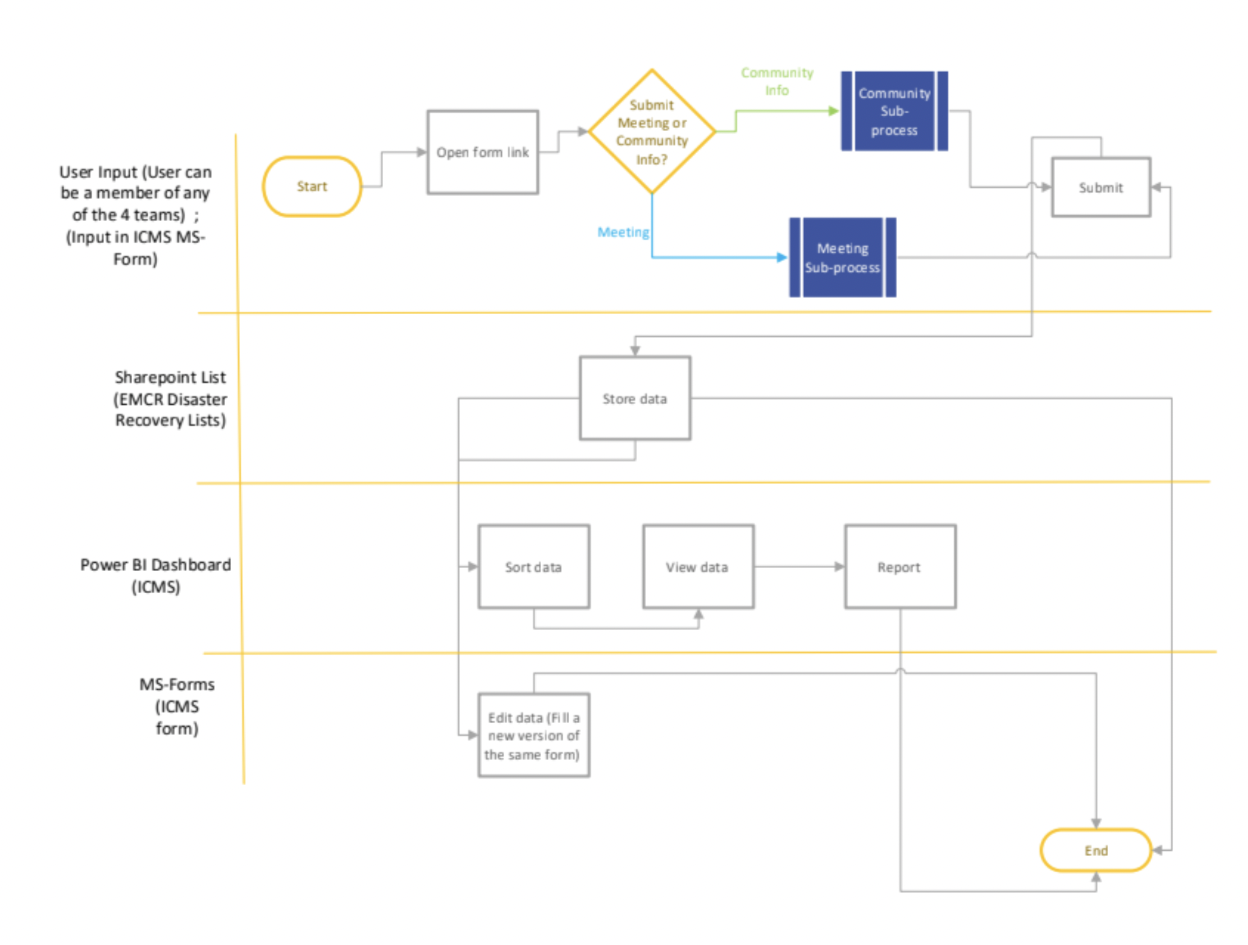 Community
Info
Submit
Meeting or
Community
Info?
Community
Sub-
process
Open form link
User Input (User can
be a member of any
of the 4 teams)  ;
(Input in ICMS MS-
Form)
Start
Submit
Meeting
Meeting
Sub-process
Sharepoint List
(EMCR Disaster
Recovery Lists)
Store data
Power BI Dashboard
(ICMS)
Sort data
View data
Report
MS-Forms
(ICMS
form)
Edit data (Fill a
new version of
the same form)
End